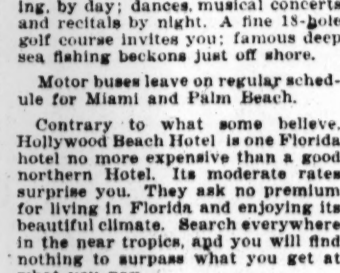 ing, by day; dances, musical concerts
and recitals by night. A fine 18-hole
golf course invites you; famous deep
sea fishing beckons just off shore.
Motor buses leave on regular sched-
ule for Miami and Palm Beach.
Contrary to what some believe,
Hollywood Beach Hotel is one Florida
hotel no more expensive than a good
northern Hotel. Its moderate rates
surprise you. They ask no premium
for living in Florida and enjoying its
beautiful climate. Search everywhere
in the near tropics, and you will find
nothing to surpass what you get at